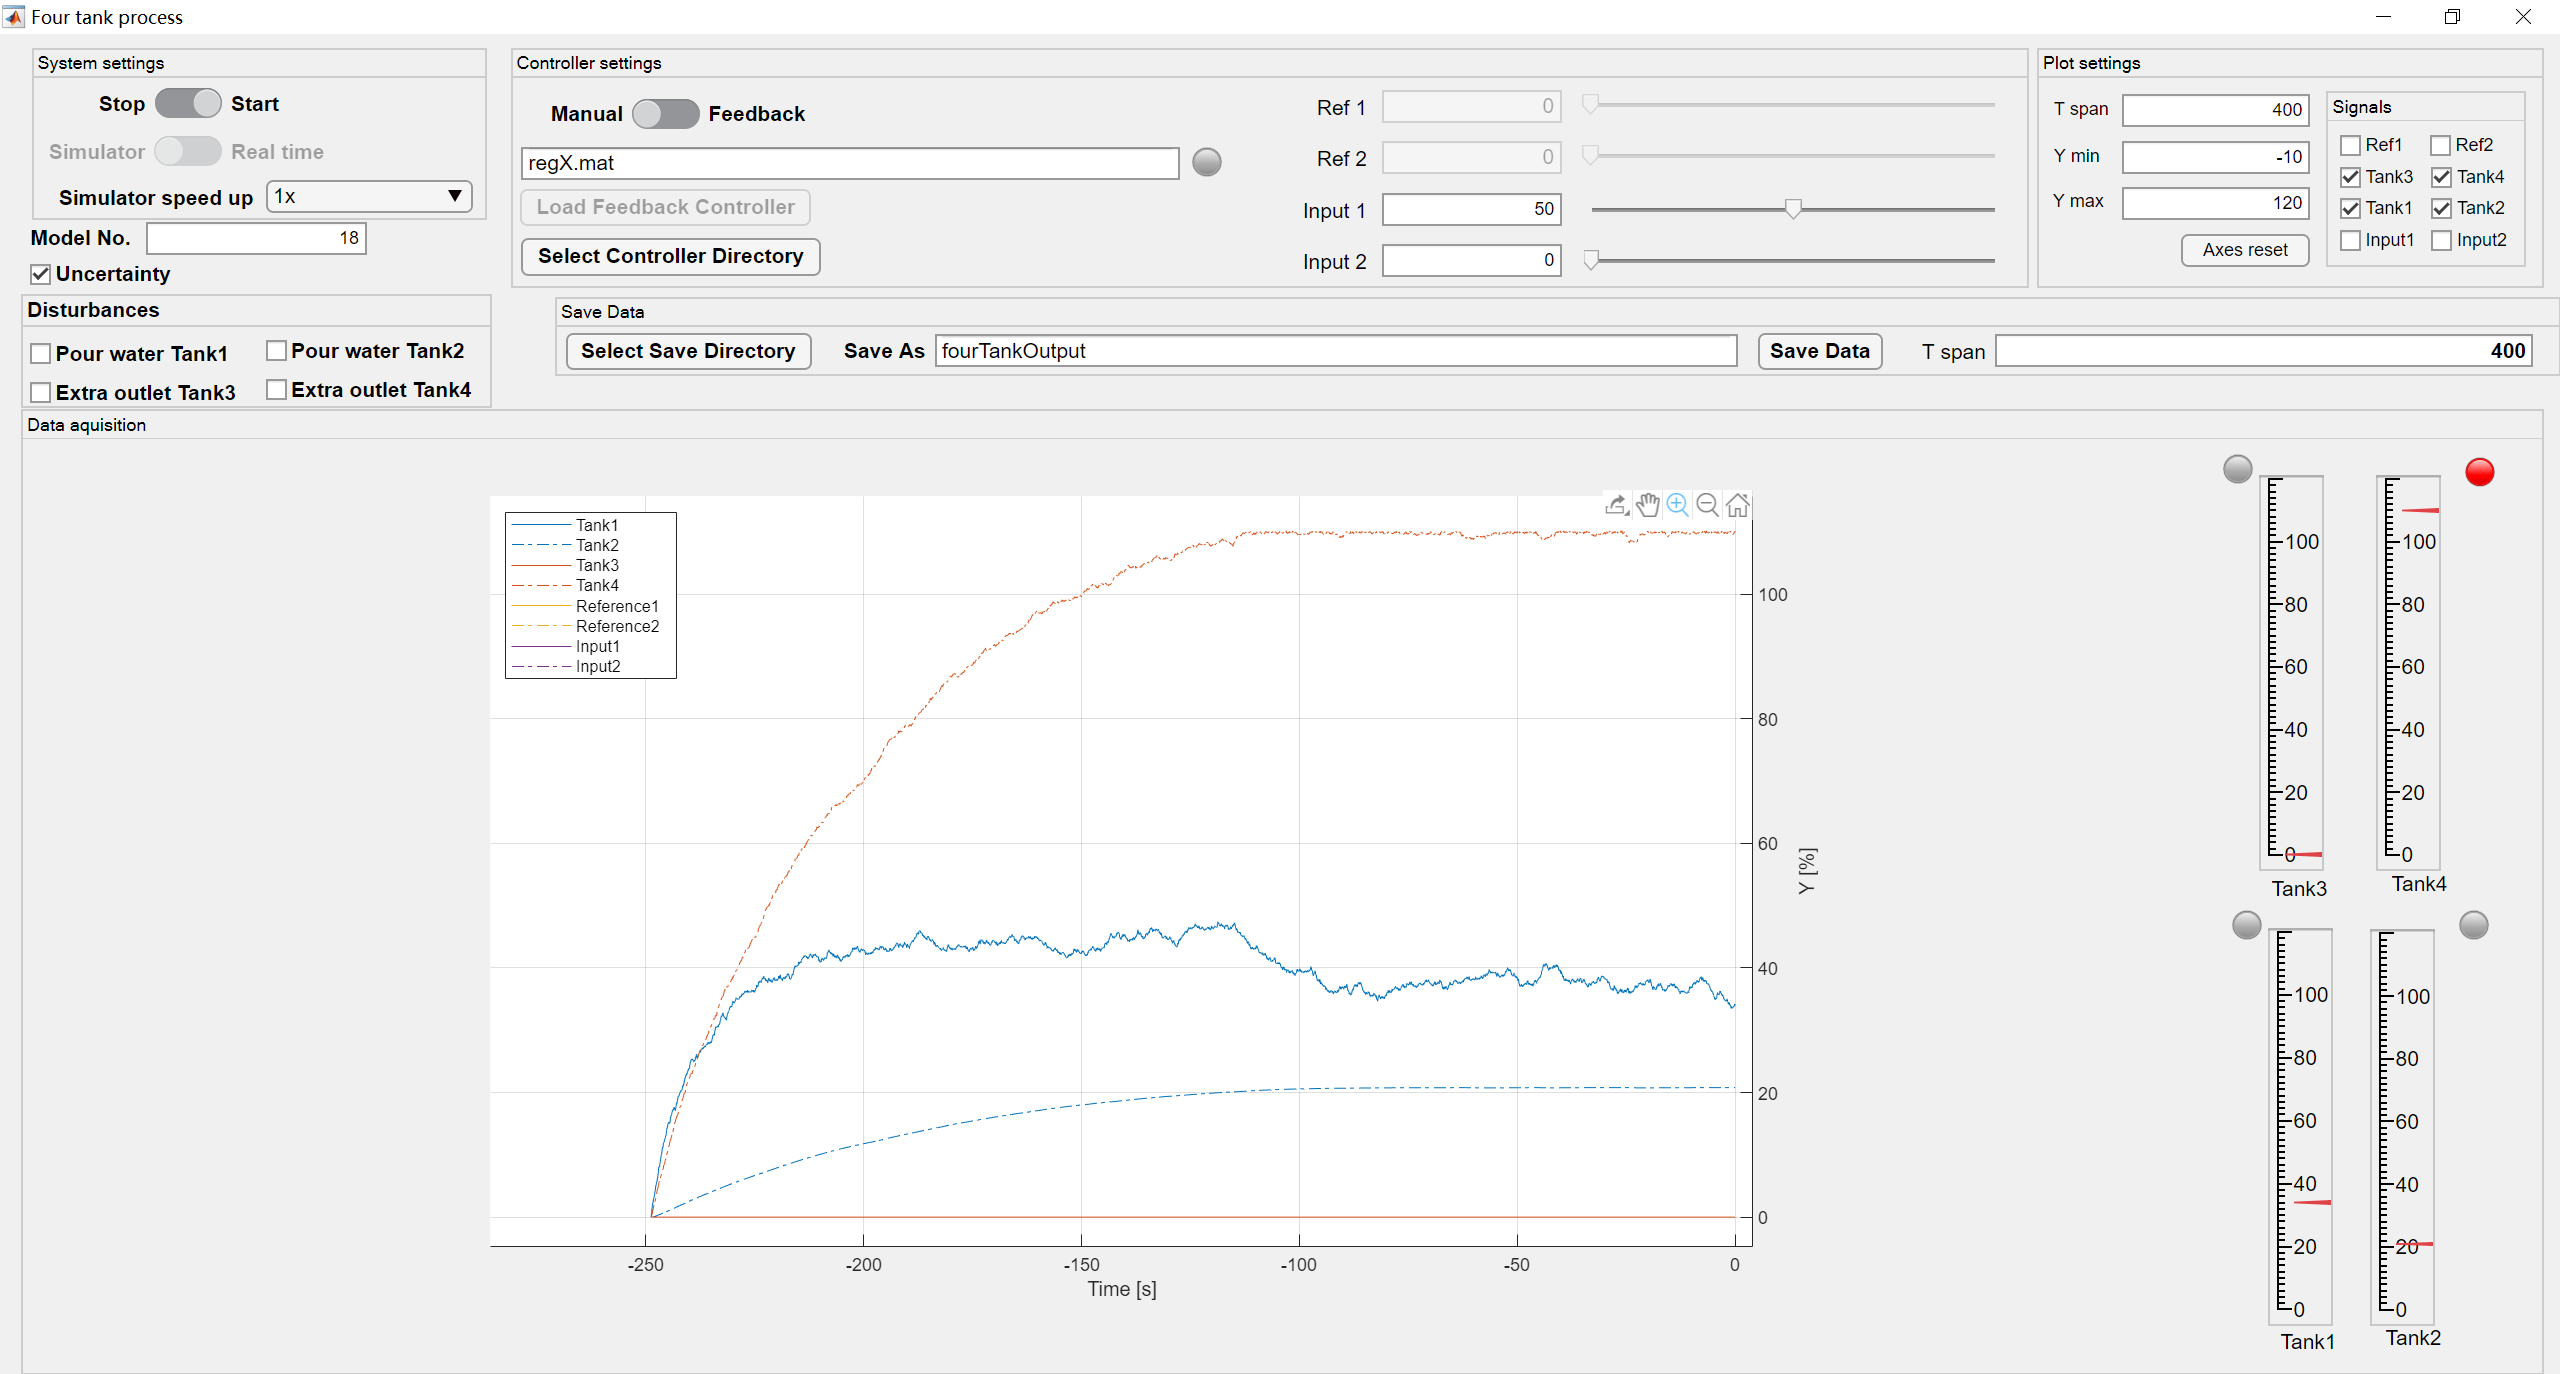 Four tank process
System settings
Stop Start
Simulator Real time
Simulator speed up 1x
Model No. 18
Uncertainty
Disturbances
Pour water Tank1 Pour water Tank2
Extra outlet Tank3 Extra outlet Tank4
Controller settings
Manual Feedback
regX.mat
Load Feedback Controller
Select Controller Directory
Ref 1 0
Ref 2 0
Input 1 50
Input 2 0
Plot settings
T span 400
Y min -10
Y max 120
Axes reset
Signals
Ref1 Ref2
Tank3 Tank4
Tank1 Tank2
Input1 Input2
Save Data
Select Save Directory Save As fourTankOutput Save Data T span 400
Data aquisition
Tank1
Tank2
Tank3
Tank4
Reference1
Reference2
Input1
Input2
100
80
60
40
20
0
Y [%]
-250 -200 -150 -100 -50 0
Time [s]
100
80
60
40
20
0
Tank3
100
80
60
40
20
0
Tank4
100
80
60
40
20
0
Tank1
100
80
60
40
20
0
Tank2